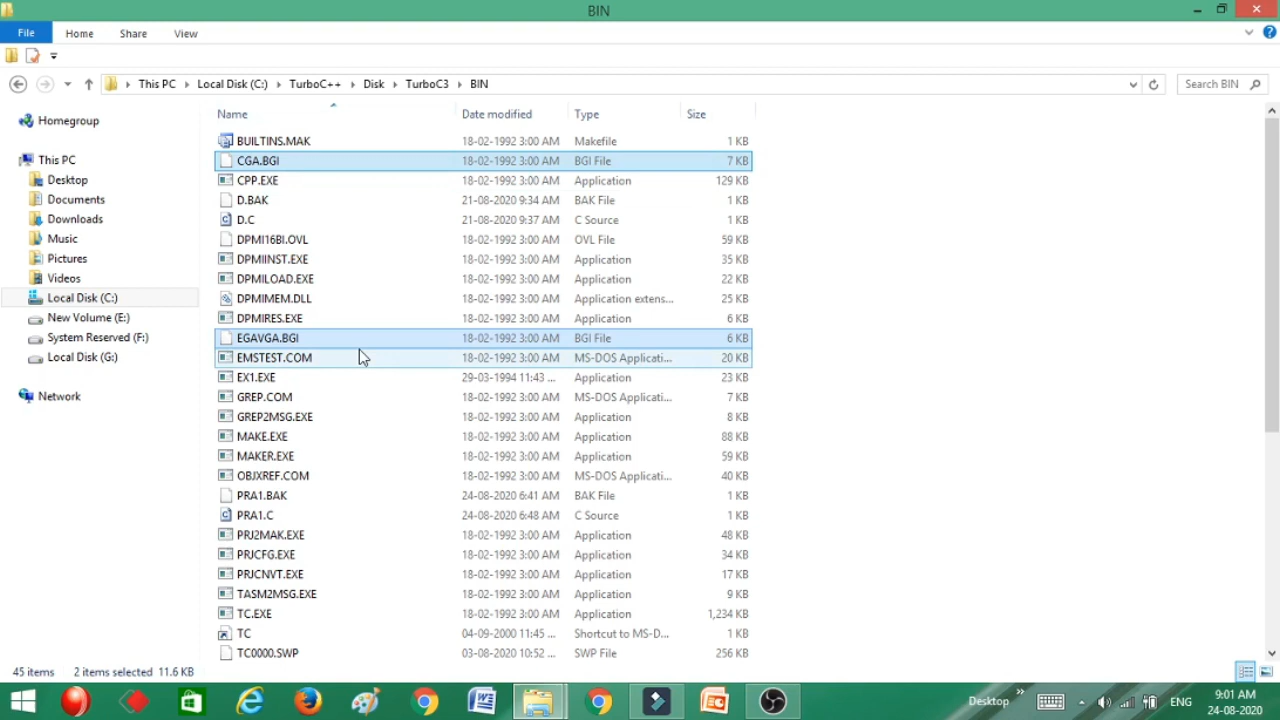 BIN
File Home Share View
This PC Local Disk (C:) TurboC++ Disk TurboC3 BIN Search BIN
Homegroup
This PC
Desktop
Documents
Downloads
Music
Pictures
Videos
Local Disk (C:)
New Volume (E:)
System Reserved (F:)
Local Disk (G:)
Network
Name Date modified Type Size
BUILTINS.MAK 18-02-1992 3:00 AM Makefile 1 KB
CGA.BGI 18-02-1992 3:00 AM BGI File 7 KB
CPP.EXE 18-02-1992 3:00 AM Application 129 KB
D.BAK 21-08-2020 9:34 AM BAK File 1 KB
D.C 21-08-2020 9:37 AM C Source 1 KB
DPMI16BI.OVL 18-02-1992 3:00 AM OVL File 59 KB
DPMIINST.EXE 18-02-1992 3:00 AM Application 35 KB
DPMILOAD.EXE 18-02-1992 3:00 AM Application 22 KB
DPMIMEM.DLL 18-02-1992 3:00 AM Application extens... 25 KB
DPMIRES.EXE 18-02-1992 3:00 AM Application 6 KB
EGAVGA.BGI 18-02-1992 3:00 AM BGI File 6 KB
EMSTEST.COM 18-02-1992 3:00 AM MS-DOS Applicati... 20 KB
EX1.EXE 29-03-1994 11:43 ... Application 23 KB
GREP.COM 18-02-1992 3:00 AM MS-DOS Applicati... 7 KB
GREP2MSG.EXE 18-02-1992 3:00 AM Application 8 KB
MAKE.EXE 18-02-1992 3:00 AM Application 88 KB
MAKER.EXE 18-02-1992 3:00 AM Application 59 KB
OBJXREF.COM 18-02-1992 3:00 AM MS-DOS Applicati... 40 KB
PRA1.BAK 24-08-2020 6:41 AM BAK File 1 KB
PRA1.C 24-08-2020 6:48 AM C Source 1 KB
PRJ2MAK.EXE 18-02-1992 3:00 AM Application 48 KB
PRJCFG.EXE 18-02-1992 3:00 AM Application 34 KB
PRJCNVT.EXE 18-02-1992 3:00 AM Application 17 KB
TASM2MSG.EXE 18-02-1992 3:00 AM Application 9 KB
TC.EXE 18-02-1992 3:00 AM Application 1,234 KB
TC 04-09-2000 11:45 ... Shortcut to MS-D... 1 KB
TC0000.SWP 03-08-2020 10:52 ... SWP File 256 KB
45 items 2 items selected 11.6 KB
Desktop ENG 9:01 AM
24-08-2020